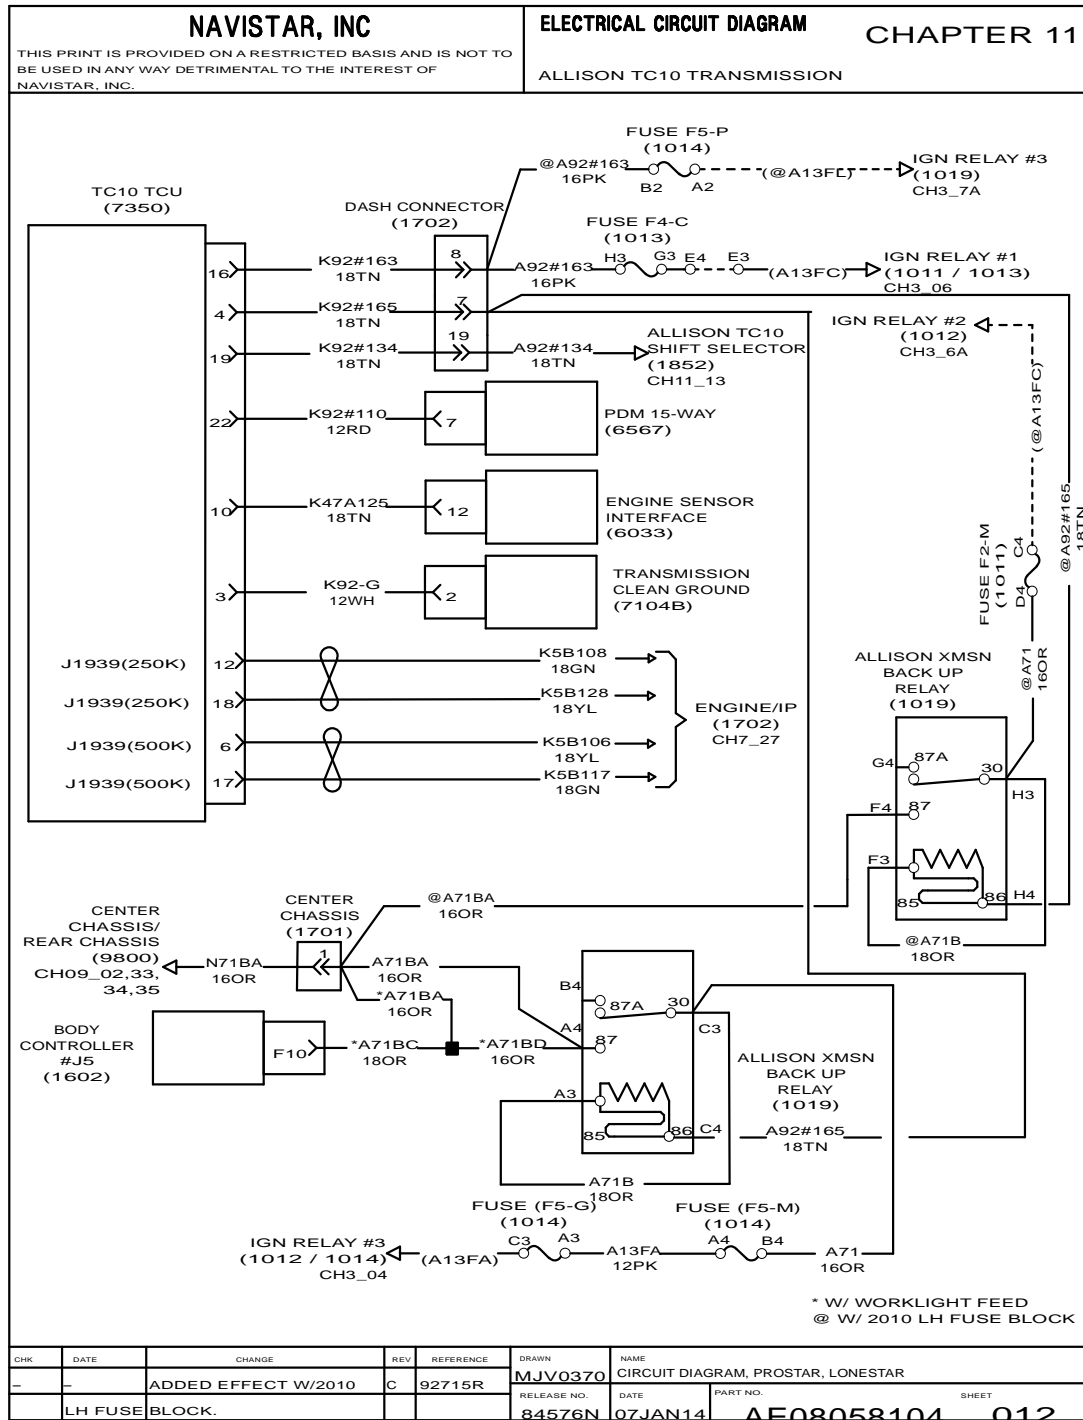 NAVISTAR, INC
THIS PRINT IS PROVIDED ON A RESTRICTED BASIS AND IS NOT TO
BE USED IN ANY WAY DETRIMENTAL TO THE INTEREST OF
NAVISTAR, INC.
ELECTRICAL CIRCUIT DIAGRAM
CHAPTER 11
ALLISON TC10 TRANSMISSION
FUSE F5-P
(1014)
@A92#163
16PK
B2
A2
(@A13FL)
IGN RELAY #3
(1019)
CH3_7A
TC10 TCU
(7350)
DASH CONNECTOR
(1702)
FUSE F4-C
(1013)
16
K92#163
18TN
8
A92#163
16PK
H3
G3
E4
E3
(A13FC)
IGN RELAY #1
(1011 / 1013)
CH3_06
4
K92#165
18TN
7
IGN RELAY #2
(1012)
CH3_6A
19
K92#134
18TN
19
A92#134
18TN
ALLISON TC10
SHIFT SELECTOR
(1852)
CH11_13
(@A13FC)
22
K92#110
12RD
7
PDM 15-WAY
(6567)
@A92#165
18TN
10
K47A125
18TN
12
ENGINE SENSOR
INTERFACE
(6033)
FUSE F2-M
(1011)
C4
D4
3
K92-G
12WH
2
TRANSMISSION
CLEAN GROUND
(7104B)
@A71
16OR
J1939(250K)
12
K5B108
18GN
J1939(250K)
18
K5B128
18YL
J1939(500K)
6
K5B106
18YL
J1939(500K)
17
K5B117
18GN
ENGINE/IP
(1702)
CH7_27
ALLISON XMSN
BACK UP
RELAY
(1019)
G4
87A
30
H3
F4
87
F3
85
86
H4
@A71B
18OR
CENTER
CHASSIS/
REAR CHASSIS
(9800)
CH09_02,33,
34,35
N71BA
16OR
CENTER
CHASSIS
(1701)
1
@A71BA
16OR
A71BA
16OR
*A71BA
16OR
BODY
CONTROLLER
#J5
(1602)
F10
*A71BC
18OR
*A71BD
16OR
B4
87A
30
C3
A4
87
A3
85
86
C4
ALLISON XMSN
BACK UP
RELAY
(1019)
A92#165
18TN
A71B
18OR
IGN RELAY #3
(1012 / 1014)
CH3_04
(A13FA)
FUSE (F5-G)
(1014)
C3
A3
A13FA
12PK
FUSE (F5-M)
(1014)
A4
B4
A71
16OR
* W/ WORKLIGHT FEED
@ W/ 2010 LH FUSE BLOCK
CHK DATE CHANGE REV REFERENCE
– – ADDED EFFECT W/2010 C 92715R
LH FUSE BLOCK.
DRAWN
MJV0370
NAME
CIRCUIT DIAGRAM, PROSTAR, LONESTAR
RELEASE NO.
84576N
DATE
07JAN14
PART NO.
AE08058104
SHEET
012